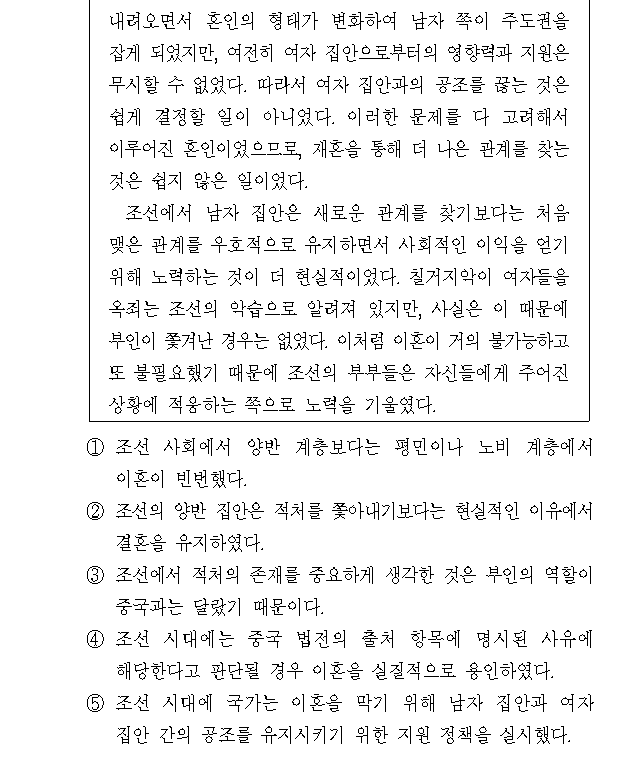 내려오면서 혼인의 형태가 변화하여 남자 쪽이 주도권을
잡게 되었지만, 여전히 여자 집안으로부터의 영향력과 지원은
무시할 수 없었다. 따라서 여자 집안과의 공조를 끊는 것은
쉽게 결정할 일이 아니었다. 이러한 문제를 다 고려해서
이루어진 혼인이었으므로, 재혼을 통해 더 나은 관계를 찾는
것은 쉽지 않은 일이었다.
조선에서 남자 집안은 새로운 관계를 찾기보다는 처음
맺은 관계를 우호적으로 유지하면서 사회적인 이익을 얻기
위해 노력하는 것이 더 현실적이었다. 칠거지악이 여자들을
옥죄는 조선의 악습으로 알려져 있지만, 사실은 이 때문에
부인이 쫓겨난 경우는 없었다. 이처럼 이혼이 거의 불가능하고
또 불필요했기 때문에 조선의 부부들은 자신들에게 주어진
상황에 적응하는 쪽으로 노력을 기울였다.
① 조선 사회에서 양반 계층보다는 평민이나 노비 계층에서
이혼이 빈번했다.
② 조선의 양반 집안은 적처를 쫓아내기보다는 현실적인 이유에서
결혼을 유지하였다.
③ 조선에서 적처의 존재를 중요하게 생각한 것은 부인의 역할이
중국과는 달랐기 때문이다.
④ 조선 시대에는 중국 법전의 출처 항목에 명시된 사유에
해당한다고 판단될 경우 이혼을 실질적으로 용인하였다.
⑤ 조선 시대에 국가는 이혼을 막기 위해 남자 집안과 여자
집안 간의 공조를 유지시키기 위한 지원 정책을 실시했다.